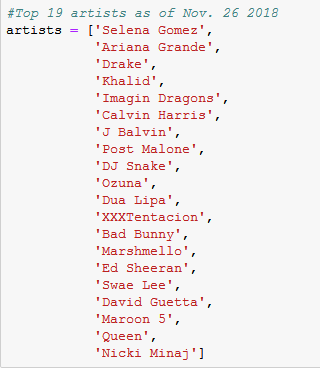 #Top 19 artists as of Nov. 26 2018
artists = ['Selena Gomez',
'Ariana Grande',
'Drake',
'Khalid',
'Imagin Dragons',
'Calvin Harris',
'J Balvin',
'Post Malone',
'DJ Snake',
'Ozuna',
'Dua Lipa',
'XXXTentacion',
'Bad Bunny',
'Marshmello',
'Ed Sheeran',
'Swae Lee',
'David Guetta',
'Maroon 5',
'Queen',
'Nicki Minaj']